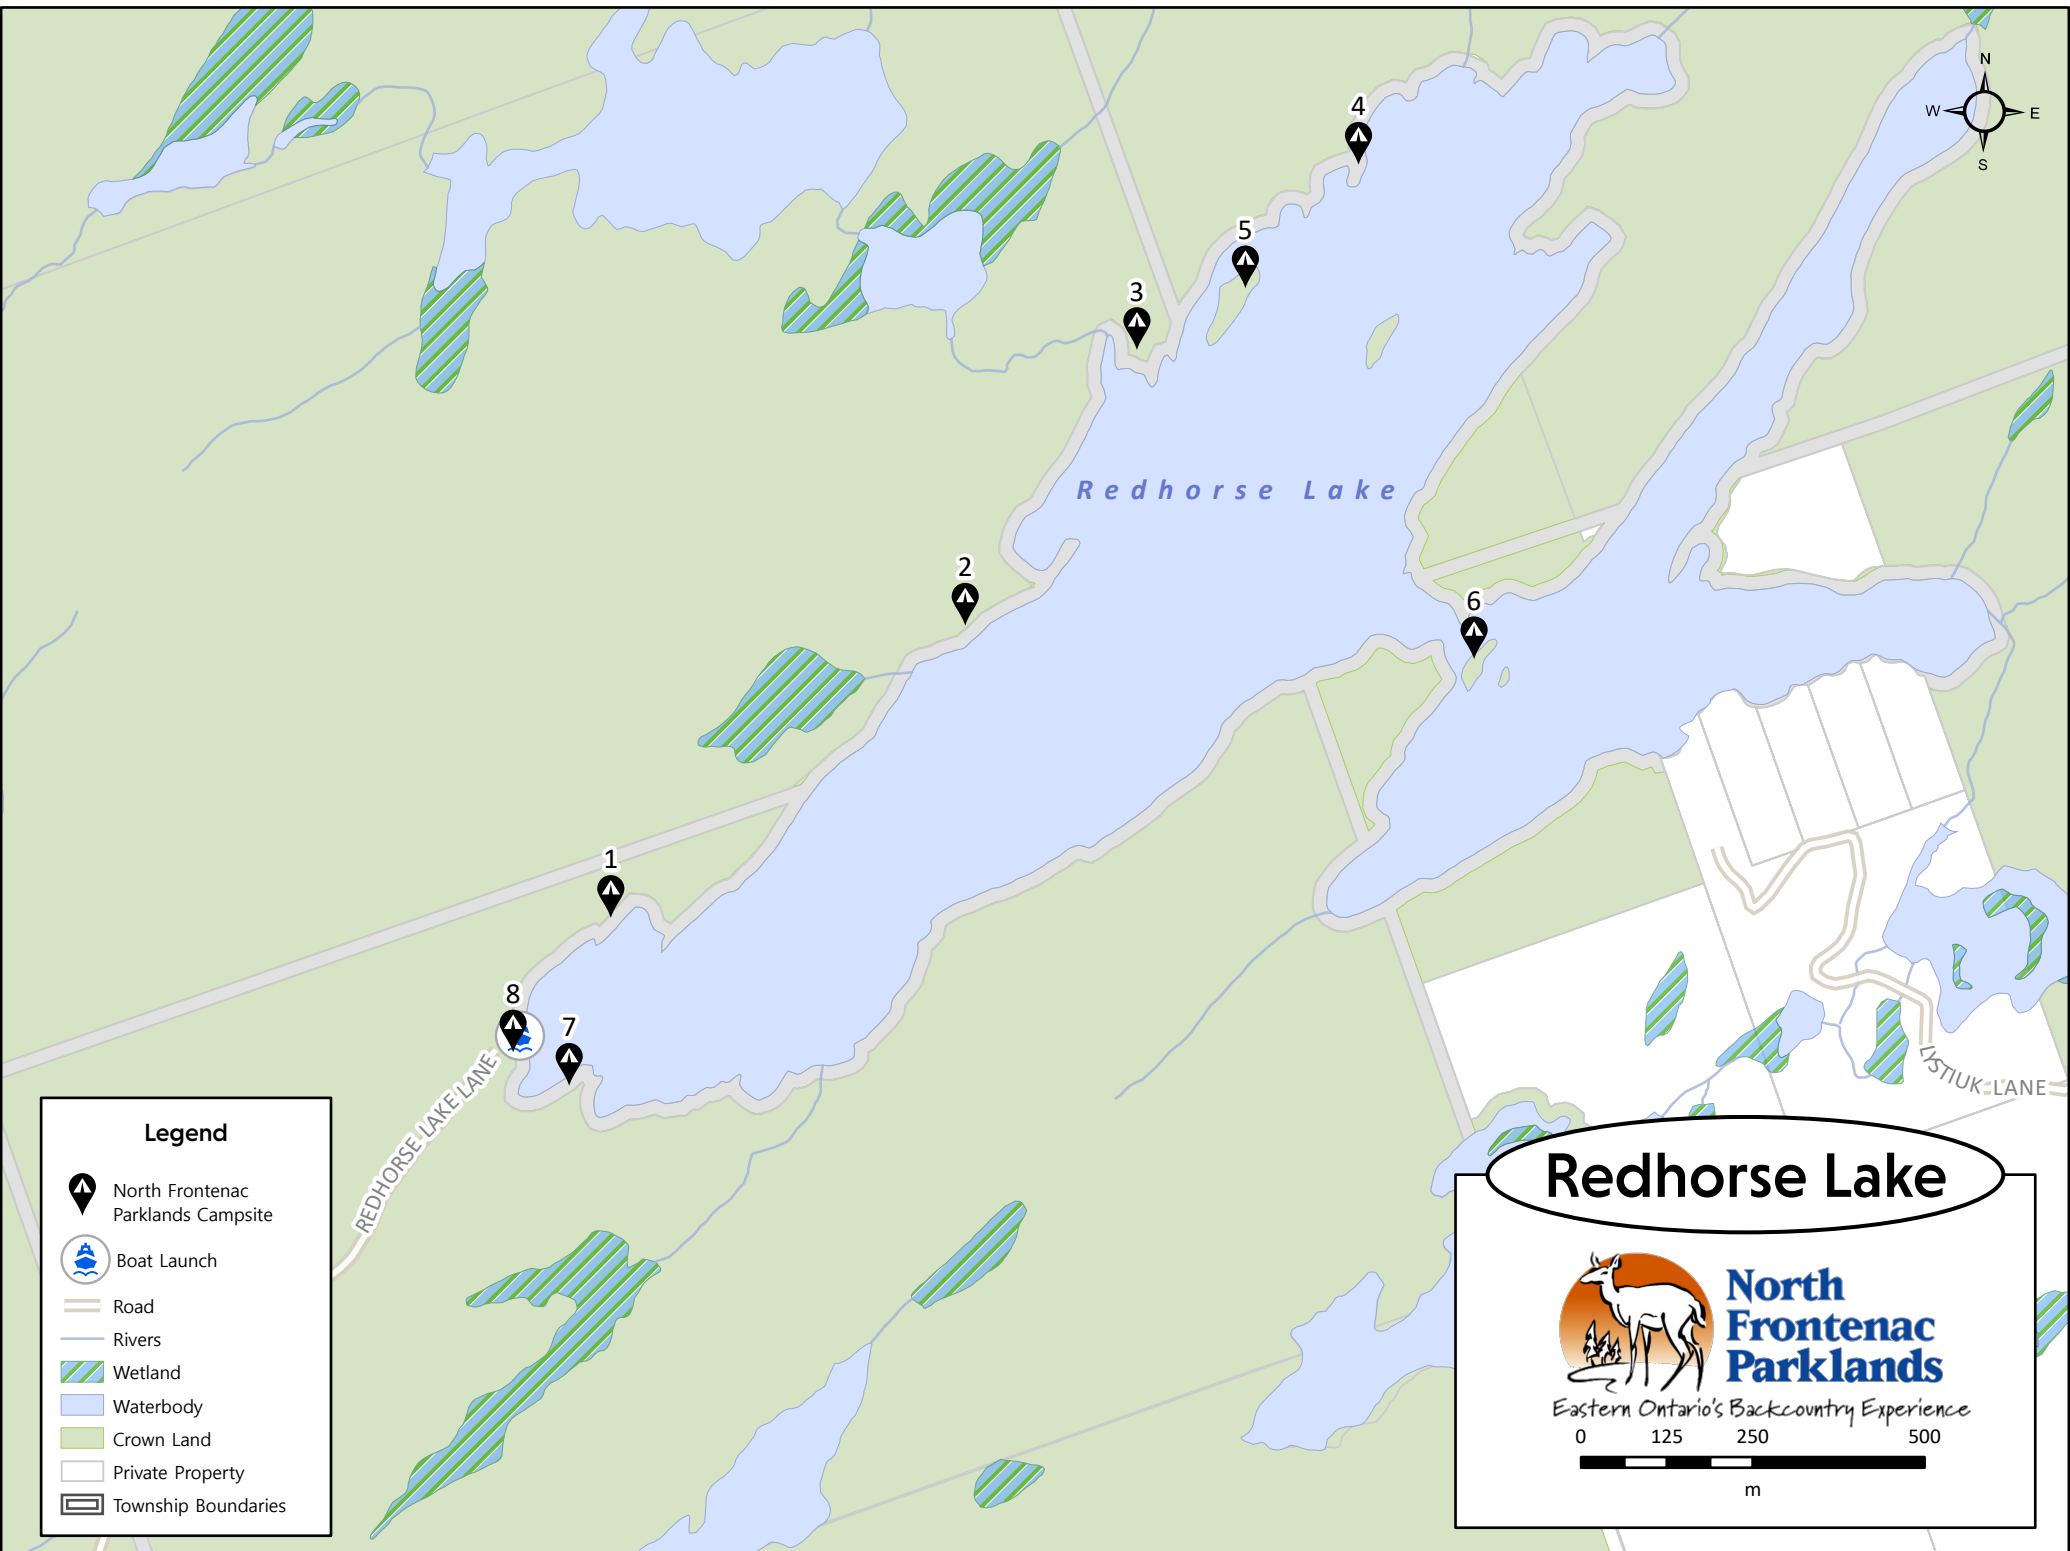 N
W E
S
4
5
3
Redhorse Lake
2
6
1
8
7
REDHORSE LAKE LANE
LYSTIUK LANE
Legend
North Frontenac
Parklands Campsite
Boat Launch
Road
Rivers
Wetland
Waterbody
Crown Land
Private Property
Township Boundaries
Redhorse Lake
North
Frontenac
Parklands
Eastern Ontario's Backcountry Experience
0 125 250 500
m